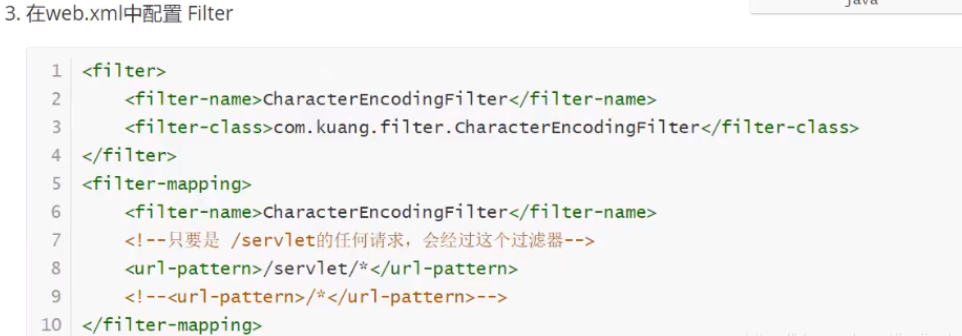 java
3. 在web.xml中配置 Filter
1 <filter>
2 <filter-name>CharacterEncodingFilter</filter-name>
3 <filter-class>com.kuang.filter.CharacterEncodingFilter</filter-class>
4 </filter>
5 <filter-mapping>
6 <filter-name>CharacterEncodingFilter</filter-name>
7 <!--只要是 /servlet的任何请求，会经过这个过滤器-->
8 <url-pattern>/servlet/*</url-pattern>
9 <!--<url-pattern>/*</url-pattern>-->
10 </filter-mapping>